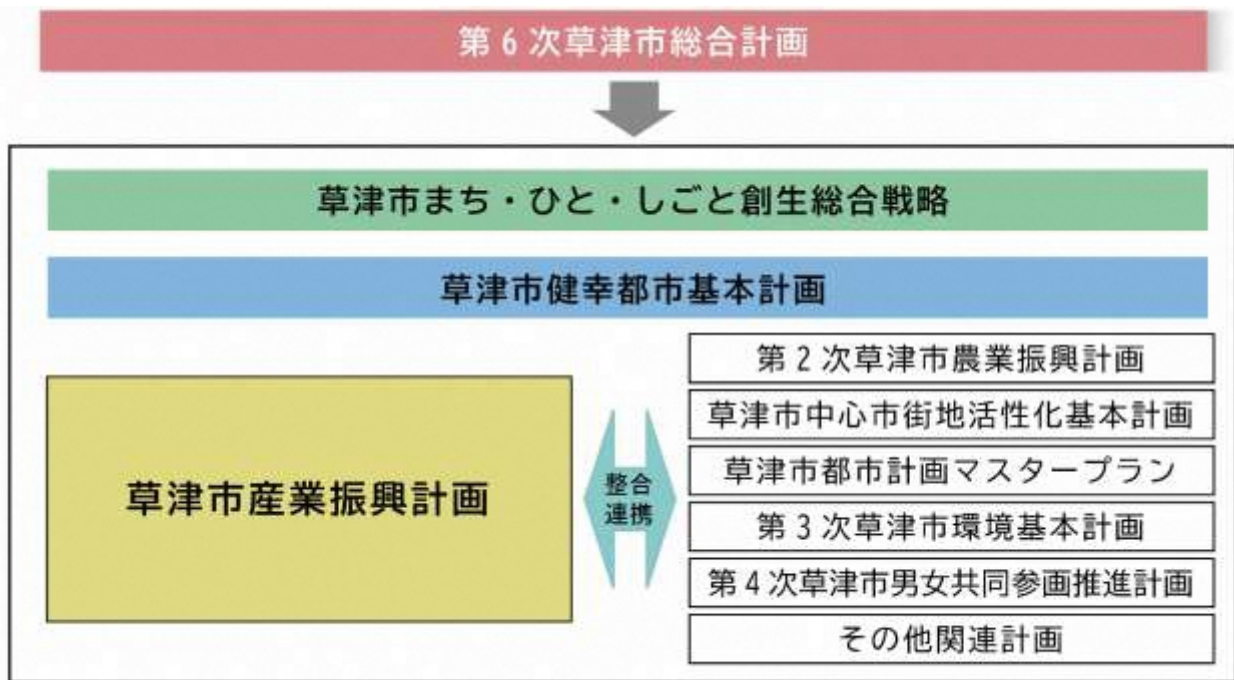 第6次草津市総合計画
草津市まち・ひと・しごと創生総合戦略
草津市健幸都市基本計画
草津市産業振興計画
整合
連携
第2次草津市農業振興計画
草津市中心市街地活性化基本計画
草津市都市計画マスタープラン
第3次草津市環境基本計画
第4次草津市男女共同参画推進計画
その他関連計画